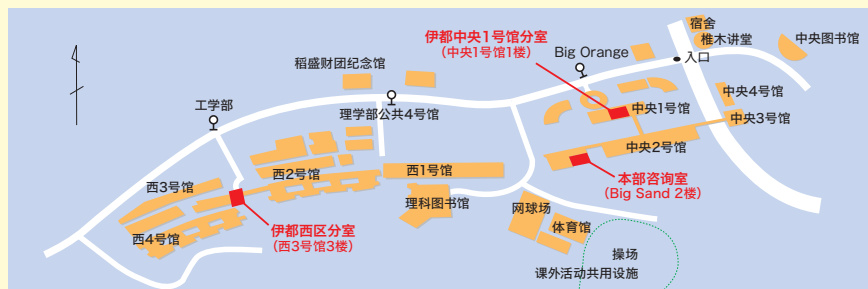 宿舍
椎木讲堂
中央图书馆
伊都中央1号馆分室
(中央1号馆1楼)
Big Orange
入口
稻盛财团纪念馆
工学部
理学部公共4号馆
中央1号馆
中央4号馆
中央3号馆
中央2号馆
西1号馆
西2号馆
西3号馆
西4号馆
本部咨询室
(Big Sand 2楼)
伊都西区分室
(西3号馆3楼)
理科图书馆
网球场
体育馆
操场
课外活动共用设施